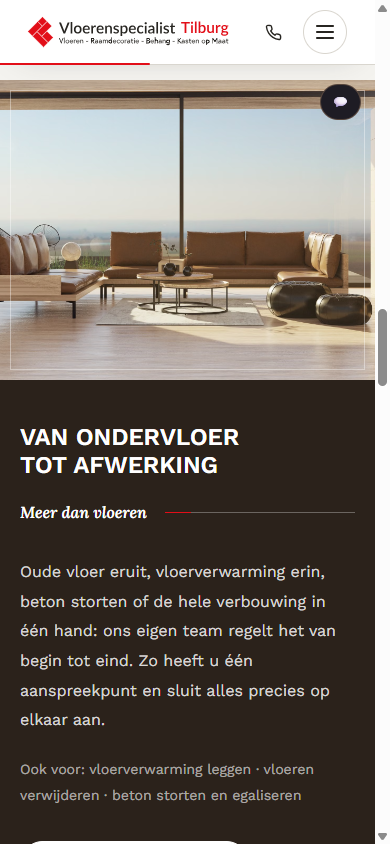 Vloerenspecialist Tilburg
Vloeren - Raamdecoratie - Behang - Kasten op Maat
VAN ONDERVLOER
TOT AFWERKING
Meer dan vloeren
Oude vloer eruit, vloerverwarming erin,
beton storten of de hele verbouwing in
één hand: ons eigen team regelt het van
begin tot eind. Zo heeft u één
aanspreekpunt en sluit alles precies op
elkaar aan.
Ook voor: vloerverwarming leggen · vloeren
verwijderen · beton storten en egaliseren